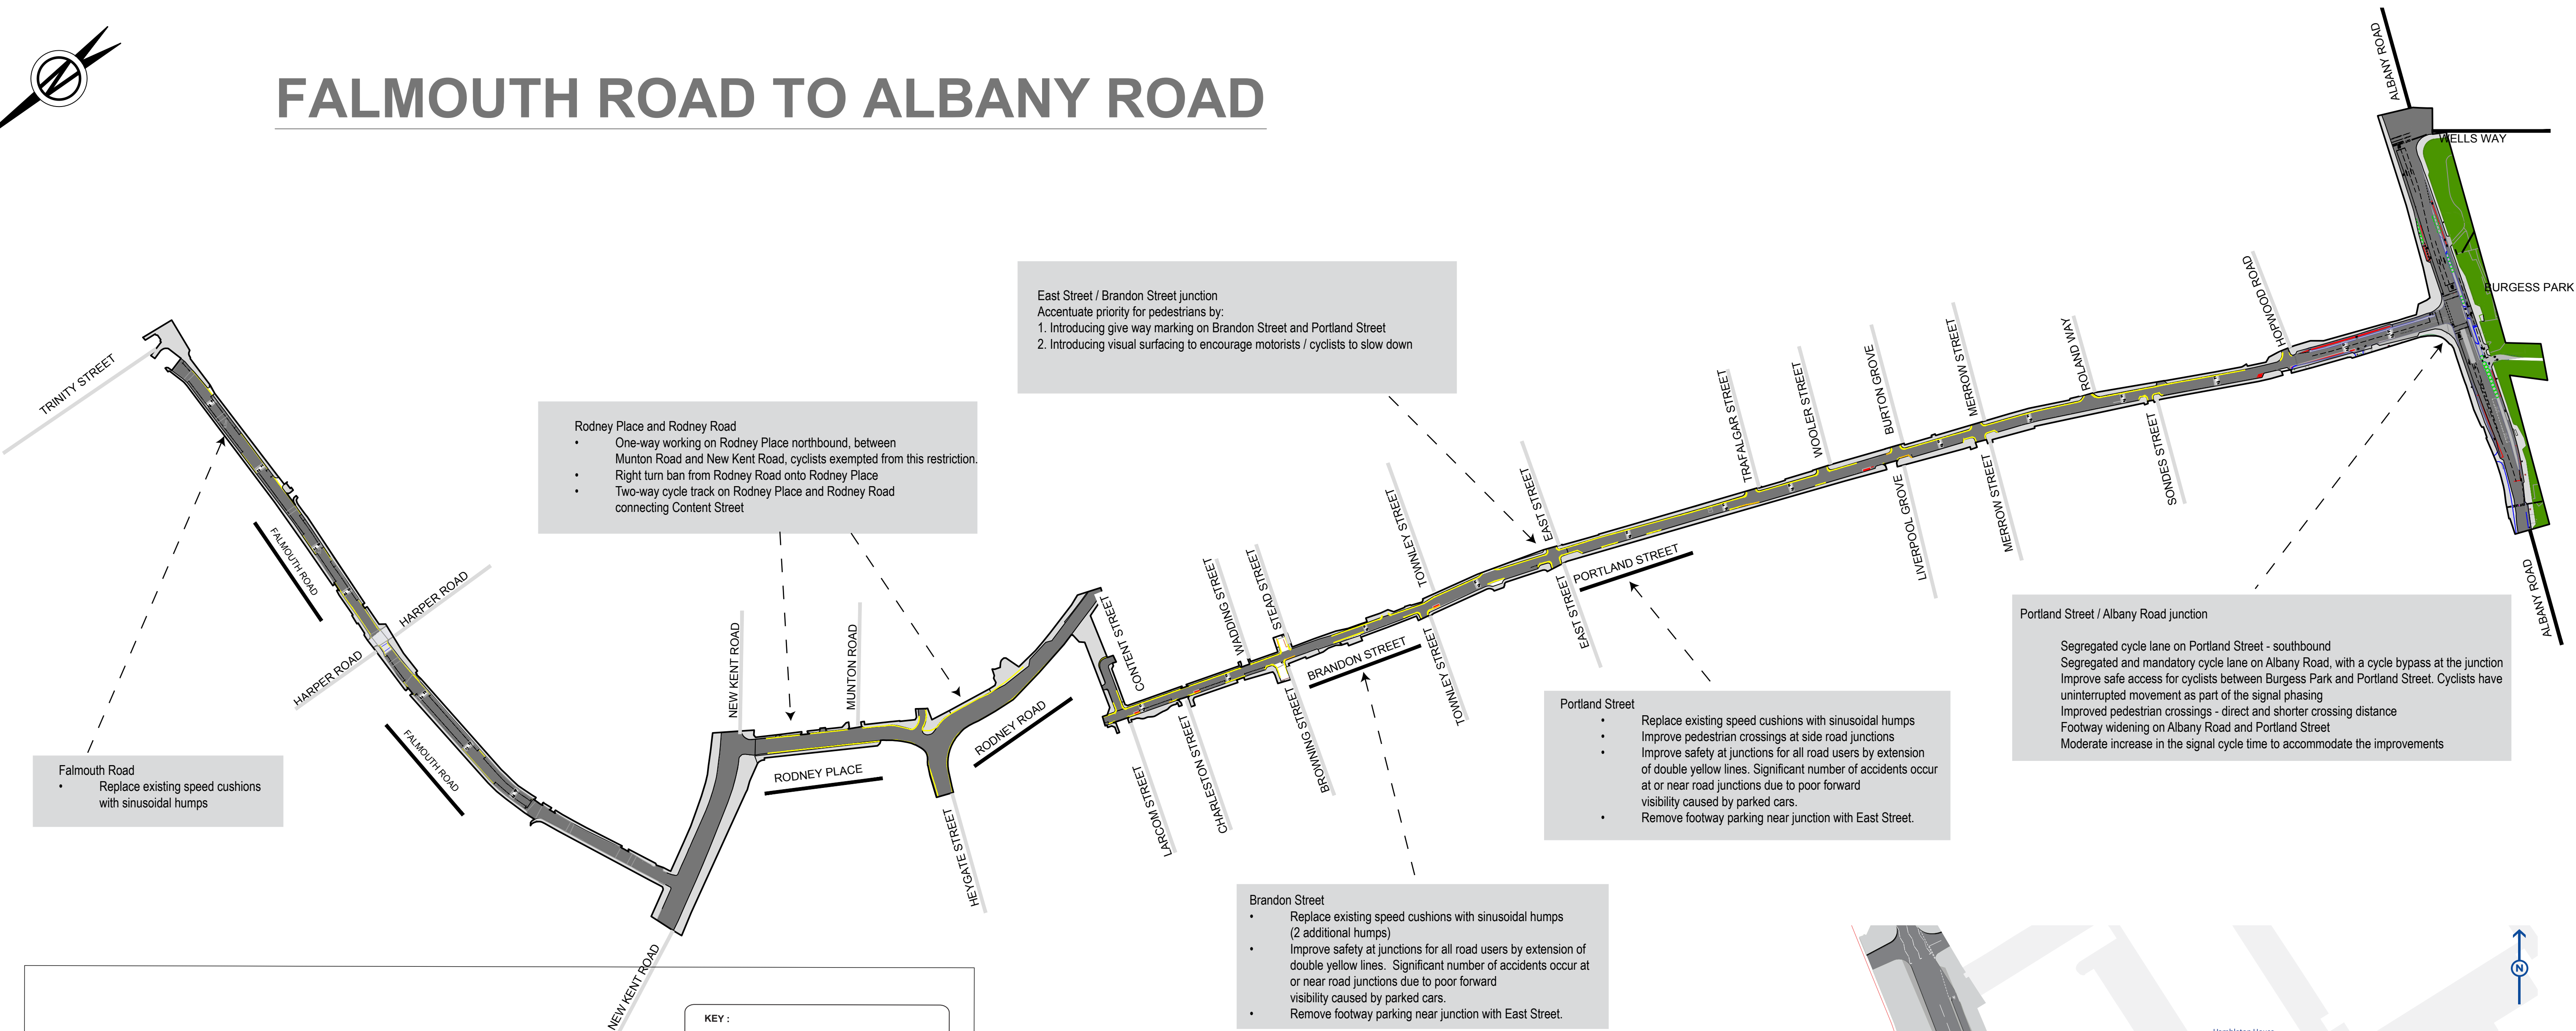 FALMOUTH ROAD TO ALBANY ROAD
N
ALBANY ROAD
WELLS WAY
BURGESS PARK
HOPWOOD ROAD
East Street / Brandon Street junction
Accentuate priority for pedestrians by:
1. Introducing give way marking on Brandon Street and Portland Street
2. Introducing visual surfacing to encourage motorists / cyclists to slow down
ROLAND WAY
MERROW STREET
BURTON GROVE
WOOLER STREET
TRAFALGAR STREET
TRINITY STREET
Rodney Place and Rodney Road
• One-way working on Rodney Place northbound, between
Munton Road and New Kent Road, cyclists exempted from this restriction.
• Right turn ban from Rodney Road onto Rodney Place
• Two-way cycle track on Rodney Place and Rodney Road
connecting Content Street
EAST STREET
TOWNLEY STREET
SONDES STREET
MERROW STREET
LIVERPOOL GROVE
PORTLAND STREET
EAST STREET
FALMOUTH ROAD
HARPER ROAD
HARPER ROAD
STEAD STREET
WADDING STREET
CONTENT STREET
NEW KENT ROAD
MUNTON ROAD
BRANDON STREET
TOWNLEY STREET
BROWNING STREET
RODNEY ROAD
RODNEY PLACE
FALMOUTH ROAD
LARCOM STREET
CHARLESTON STREET
HEYGATE STREET
ALBANY ROAD
Portland Street / Albany Road junction
Segregated cycle lane on Portland Street - southbound
Segregated and mandatory cycle lane on Albany Road, with a cycle bypass at the junction
Improve safe access for cyclists between Burgess Park and Portland Street. Cyclists have
uninterrupted movement as part of the signal phasing
Improved pedestrian crossings - direct and shorter crossing distance
Footway widening on Albany Road and Portland Street
Moderate increase in the signal cycle time to accommodate the improvements
Portland Street
• Replace existing speed cushions with sinusoidal humps
• Improve pedestrian crossings at side road junctions
• Improve safety at junctions for all road users by extension
of double yellow lines. Significant number of accidents occur
at or near road junctions due to poor forward
visibility caused by parked cars.
• Remove footway parking near junction with East Street.
Falmouth Road
• Replace existing speed cushions
with sinusoidal humps
Brandon Street
• Replace existing speed cushions with sinusoidal humps
(2 additional humps)
• Improve safety at junctions for all road users by extension of
double yellow lines. Significant number of accidents occur at
or near road junctions due to poor forward
visibility caused by parked cars.
• Remove footway parking near junction with East Street.
NEW KENT ROAD
KEY :
N